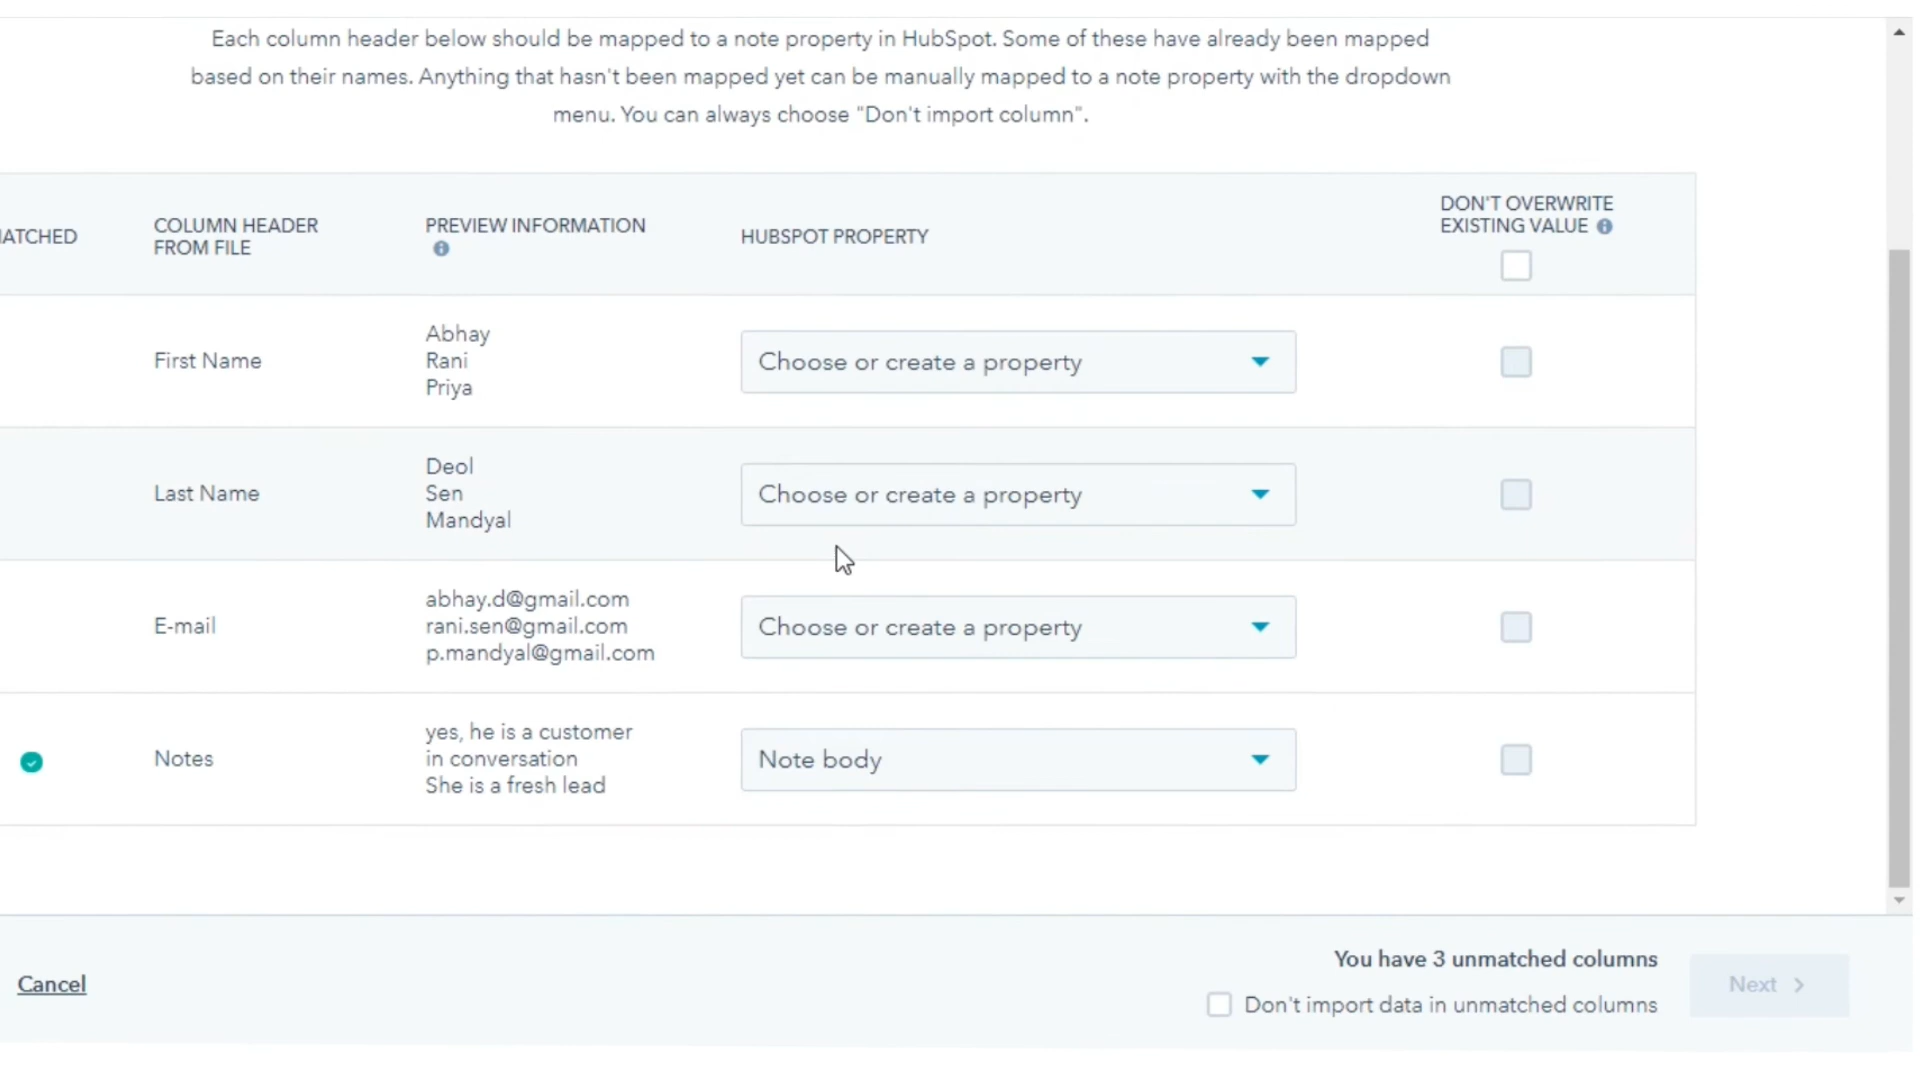 Each column header below should be mapped to a note property in HubSpot. Some of these have already been mapped
based on their names. Anything that hasn't been mapped yet can be manually mapped to a note property with the dropdown
menu. You can always choose "Don't import column".
ATCHED
COLUMN HEADER
FROM FILE
PREVIEW INFORMATION
HUBSPOT PROPERTY
DON'T OVERWRITE
EXISTING VALUE
First Name
Abhay
Rani
Priya
Choose or create a property
Last Name
Deol
Sen
Mandyal
Choose or create a property
E-mail
abhay.d@gmail.com
rani.sen@gmail.com
p.mandyal@gmail.com
Choose or create a property
Notes
yes, he is a customer
in conversation
She is a fresh lead
Note body
Cancel
You have 3 unmatched columns
Don't import data in unmatched columns
Next